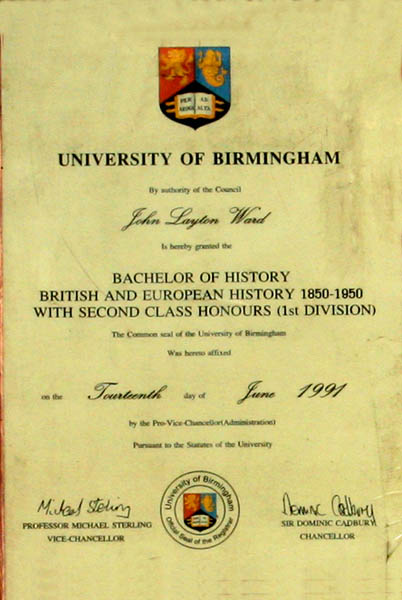 PER AD
ARDUA ALTA
UNIVERSITY OF BIRMINGHAM
By authority of the Council
John Layton Ward
Is hereby granted the
BACHELOR OF HISTORY
BRITISH AND EUROPEAN HISTORY 1850-1950
WITH SECOND CLASS HONOURS (1st DIVISION)
The Common seal of the University of Birmingham
Was hereto affixed
on the Fourteenth day of June 1991
by the Pro-Vice-Chancellor(Administration)
Pursuant to the Statutes of the University
University of Birmingham
Official Seal of the Registrar
Michael Sterling
PROFESSOR MICHAEL STERLING
VICE-CHANCELLOR
Dominic Cadbury
SIR DOMINIC CADBURY
CHANCELLOR